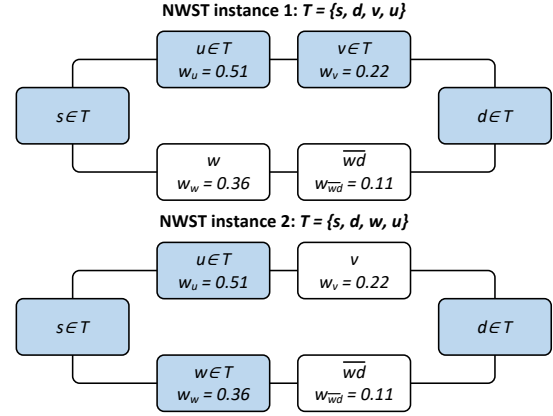 NWST instance 1: T = {s, d, v, u}
u∈T
w_u = 0.51
v∈T
w_v = 0.22
s∈T
d∈T
w
w_w = 0.36
w̅d̅
w_w̅d̅ = 0.11
NWST instance 2: T = {s, d, w, u}
u∈T
w_u = 0.51
v
w_v = 0.22
s∈T
d∈T
w∈T
w_w = 0.36
w̅d̅
w_w̅d̅ = 0.11